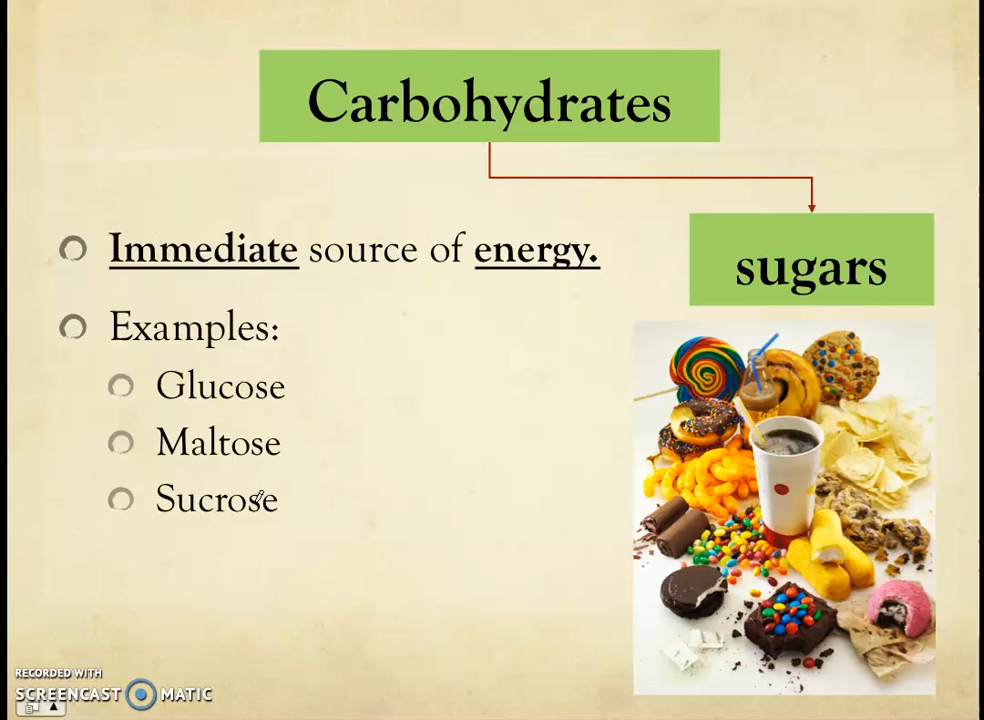 Carbohydrates
Immediate source of energy.
sugars
Examples:
Glucose
Maltose
Sucrose
RECORDED WITH
SCREENCAST MATIC